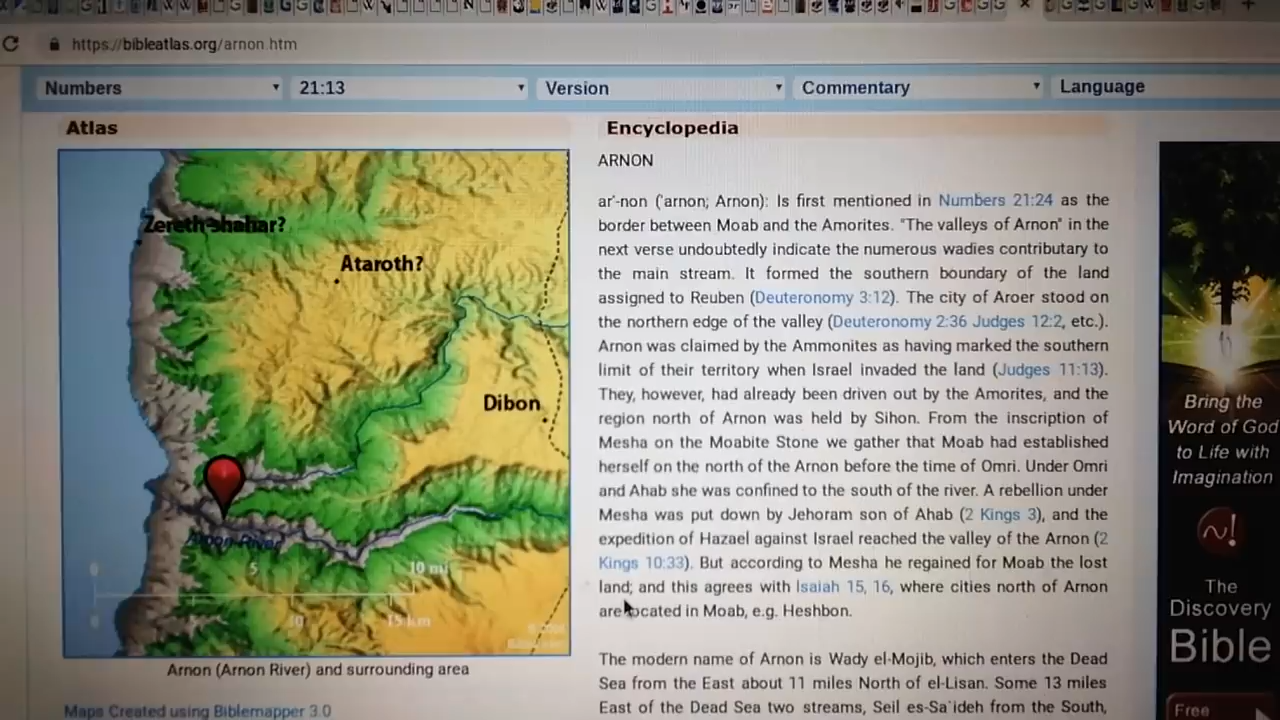 https://bibleatlas.org/arnon.htm
Numbers
21:13
Version
Commentary
Language
Atlas
Zereth-shahar?
Ataroth?
Dibon
Arnon River
5
10 mi
10
15 km
Arnon (Arnon River) and surrounding area
Maps Created using Biblemapper 3.0
Encyclopedia
ARNON
ar'-non ('arnon; Arnon): Is first mentioned in Numbers 21:24 as the
border between Moab and the Amorites. "The valleys of Arnon" in the
next verse undoubtedly indicate the numerous wadies contributory to
the main stream. It formed the southern boundary of the land
assigned to Reuben (Deuteronomy 3:12). The city of Aroer stood on
the northern edge of the valley (Deuteronomy 2:36 Judges 12:2, etc.).
Arnon was claimed by the Ammonites as having marked the southern
limit of their territory when Israel invaded the land (Judges 11:13).
They, however, had already been driven out by the Amorites, and the
region north of Arnon was held by Sihon. From the inscription of
Mesha on the Moabite Stone we gather that Moab had established
herself on the north of the Arnon before the time of Omri. Under Omri
and Ahab she was confined to the south of the river. A rebellion under
Mesha was put down by Jehoram son of Ahab (2 Kings 3), and the
expedition of Hazael against Israel reached the valley of the Arnon (2
Kings 10:33). But according to Mesha he regained for Moab the lost
land; and this agrees with Isaiah 15, 16, where cities north of Arnon
are located in Moab, e.g. Heshbon.
The modern name of Arnon is Wady el-Mojib, which enters the Dead
Sea from the East about 11 miles North of el-Lisan. Some 13 miles
East of the Dead Sea two streams, Seil es-Sa`ideh from the South,
Bring the
Word of God
to Life with
Imagination
The
Discovery
Bible
Free